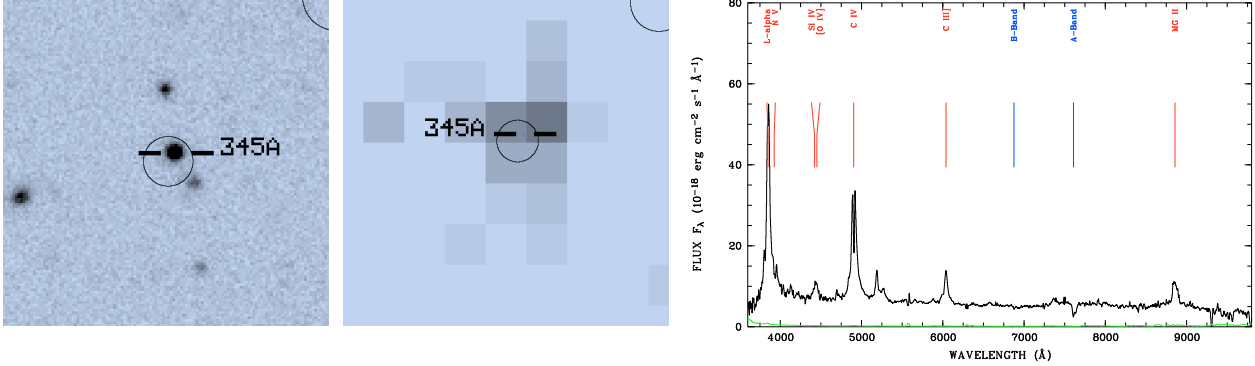 345A
345A
80
60
40
20
0
FLUX Fλ (10⁻¹⁸ erg cm⁻² s⁻¹ Å⁻¹)
L-alpha
N V
SI IV
[O IV]
C IV
C III]
B-Band
A-Band
MG II
4000 5000 6000 7000 8000 9000
WAVELENGTH (Å)